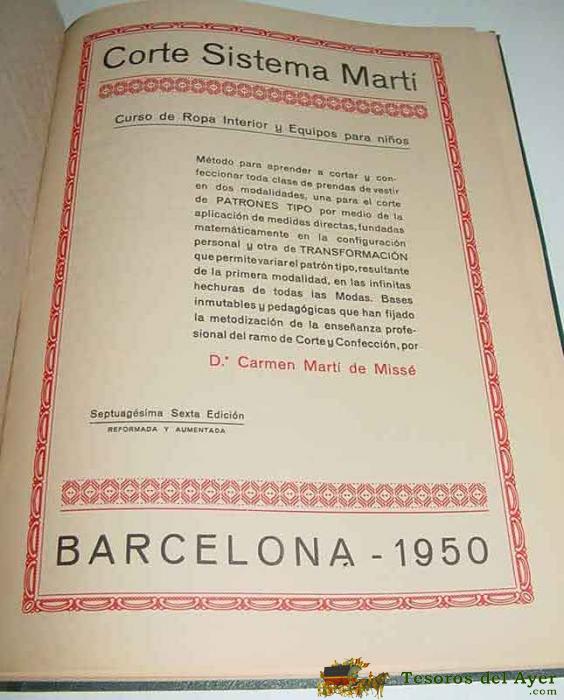 Corte Sistema Martí
Curso de Ropa Interior y Equipos para niños
Método para aprender a cortar y con-
feccionar toda clase de prendas de vestir
en dos modalidades, una para el corte
de PATRONES TIPO por medio de la
aplicación de medidas directas, fundadas
matemáticamente en la configuración
personal y otra de TRANSFORMACIÓN
que permite variar el patrón tipo, resultante
de la primera modalidad, en las infinitas
hechuras de todas las Modas. Bases
inmutables y pedagógicas que han fijado
la metodización de la enseñanza profe-
sional del ramo de Corte y Confección, por
D.ª Carmen Martí de Missé
Septuagésima Sexta Edición
REFORMADA Y AUMENTADA
BARCELONA - 1950
Tesoros del Ayer
.com